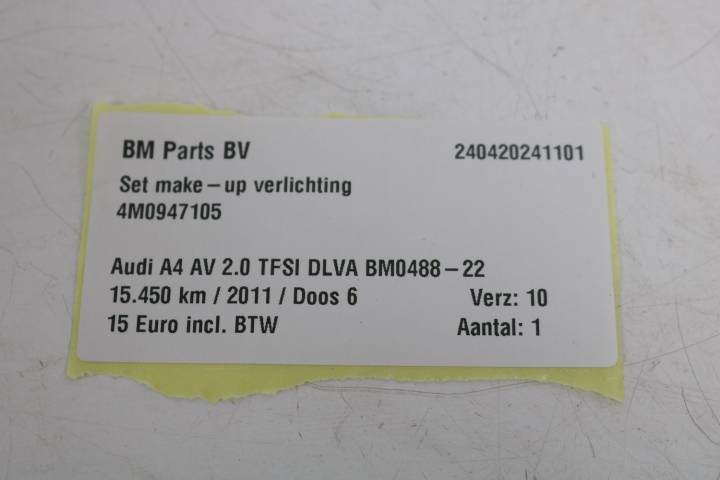 BM Parts BV 240420241101
Set make-up verlichting
4M0947105
Audi A4 AV 2.0 TFSI DLVA BM0488-22
15.450 km / 2011 / Doos 6 Verz: 10
15 Euro incl. BTW Aantal: 1